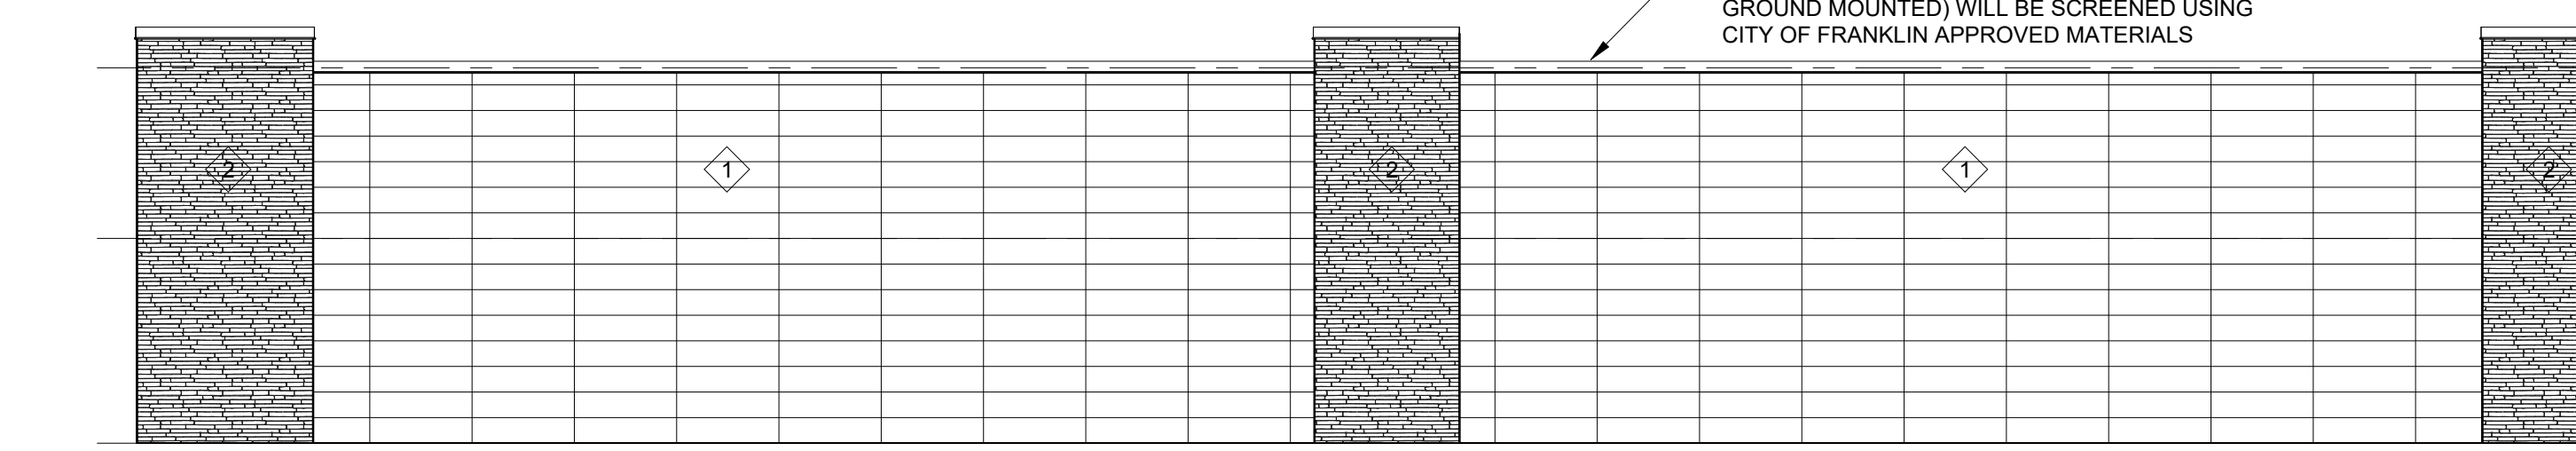 GROUND MOUNTED) WILL BE SCREENED USING
CITY OF FRANKLIN APPROVED MATERIALS
2
1
2
1
2